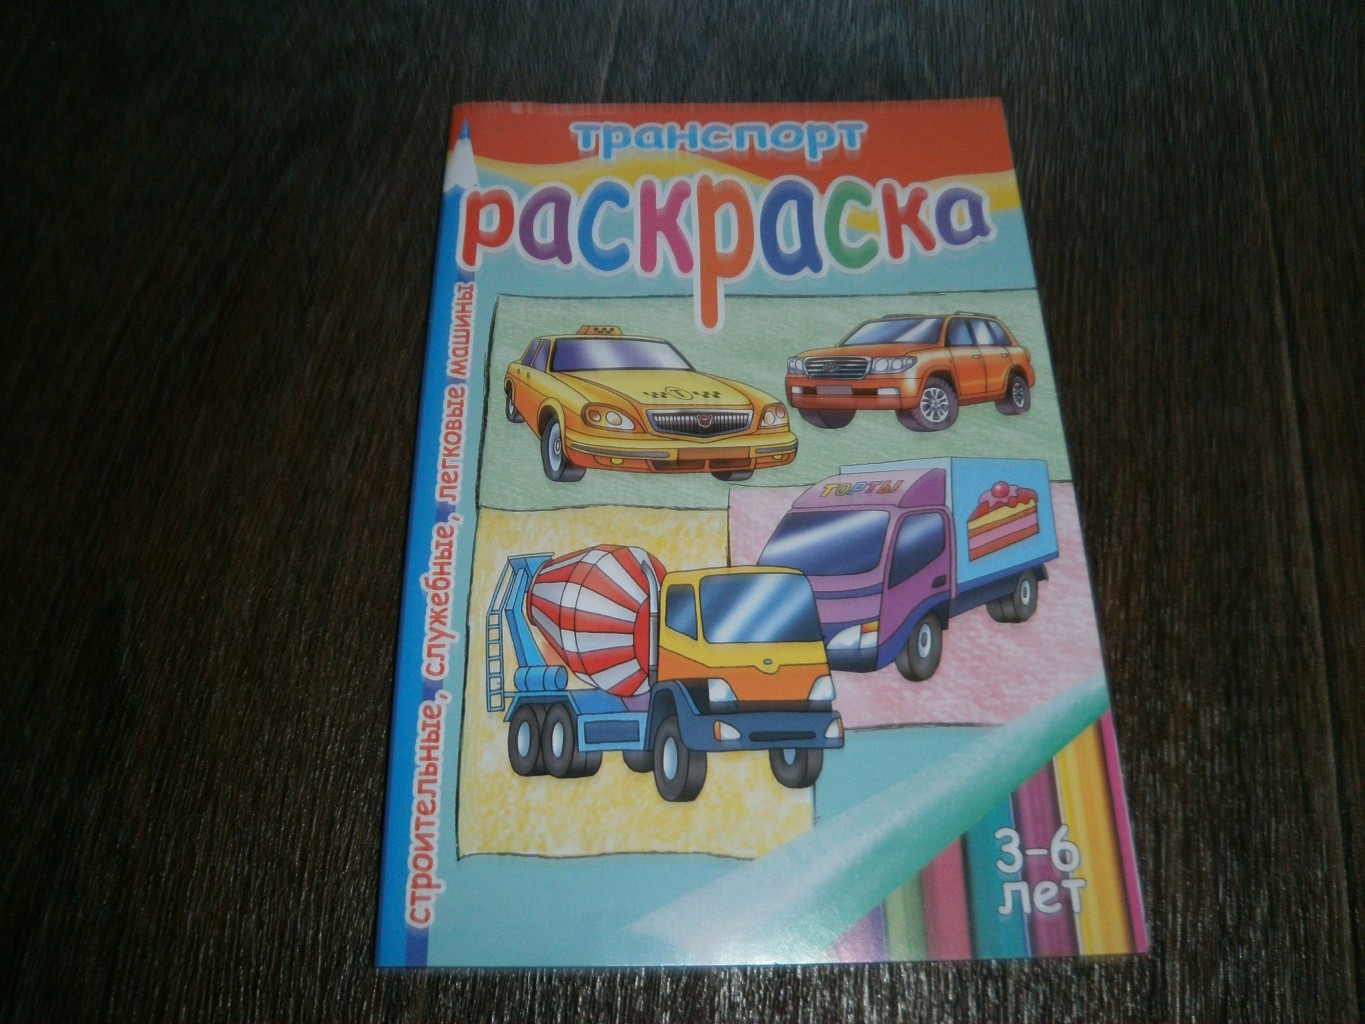 транспорт
раскраска
строительные, служебные, легковые машины
Т
ТОРТЫ
3-6
лет